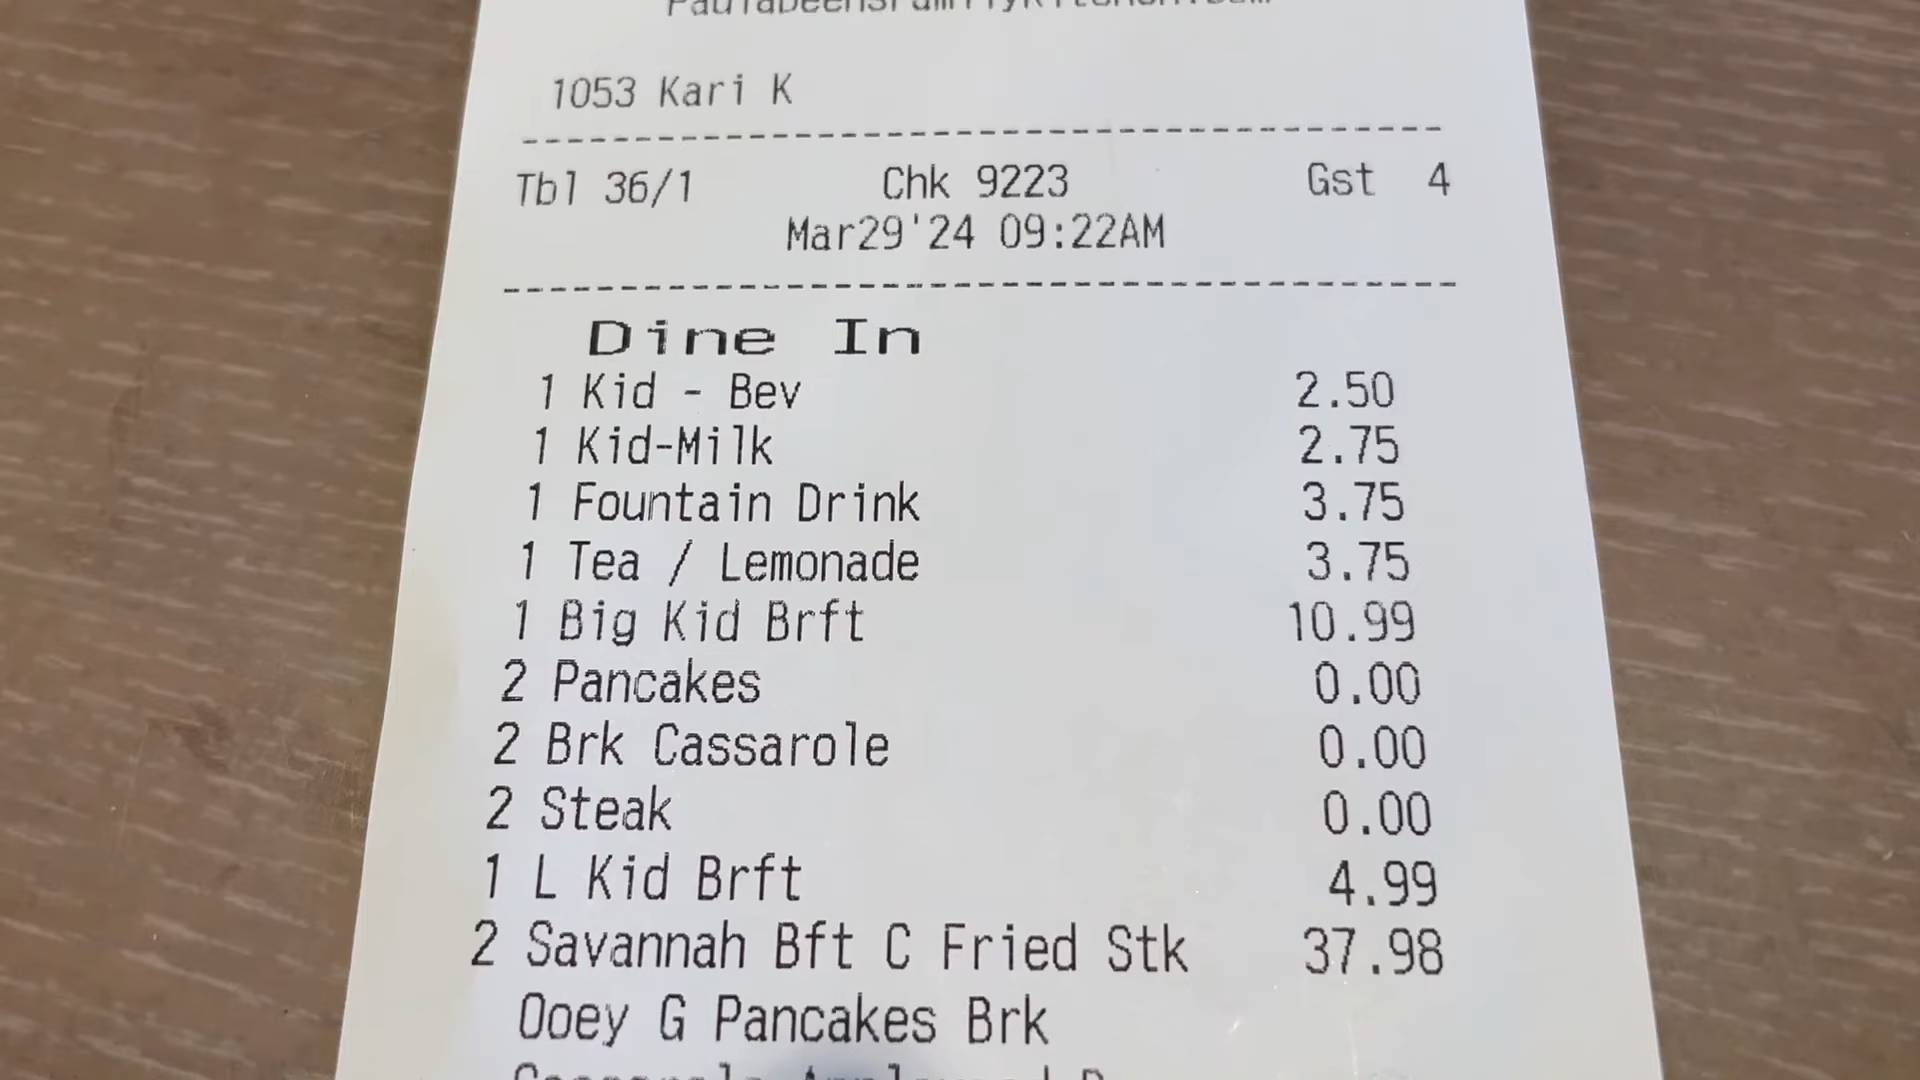 PaulaDeensFamilyKitchen.com
1053 Kari K
Tbl 36/1 Chk 9223 Gst 4
Mar29'24 09:22AM
Dine In
1 Kid - Bev 2.50
1 Kid-Milk 2.75
1 Fountain Drink 3.75
1 Tea / Lemonade 3.75
1 Big Kid Brft 10.99
2 Pancakes 0.00
2 Brk Cassarole 0.00
2 Steak 0.00
1 L Kid Brft 4.99
2 Savannah Bft C Fried Stk 37.98
Ooey G Pancakes Brk